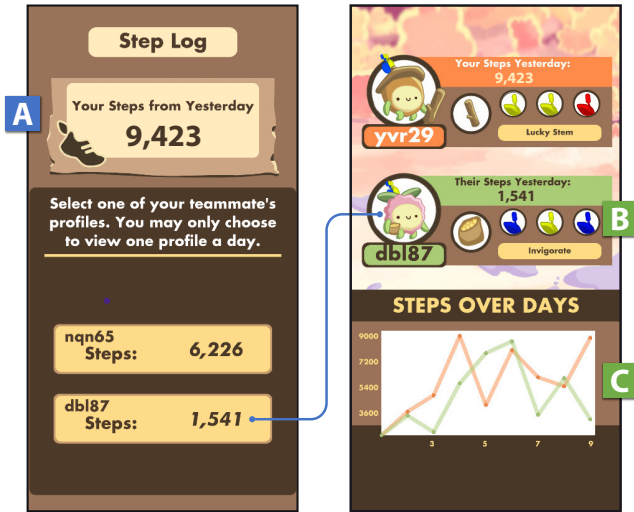 Step Log
A
Your Steps from Yesterday
9,423
Select one of your teammate's
profiles. You may only choose
to view one profile a day.
nqn65
Steps: 6,226
dbl87
Steps: 1,541
Your Steps Yesterday:
9,423
yvr29
Lucky Stem
Their Steps Yesterday:
1,541
B
dbl87
Invigorate
STEPS OVER DAYS
9000
7200
5400
3600
C
3 5 7 9